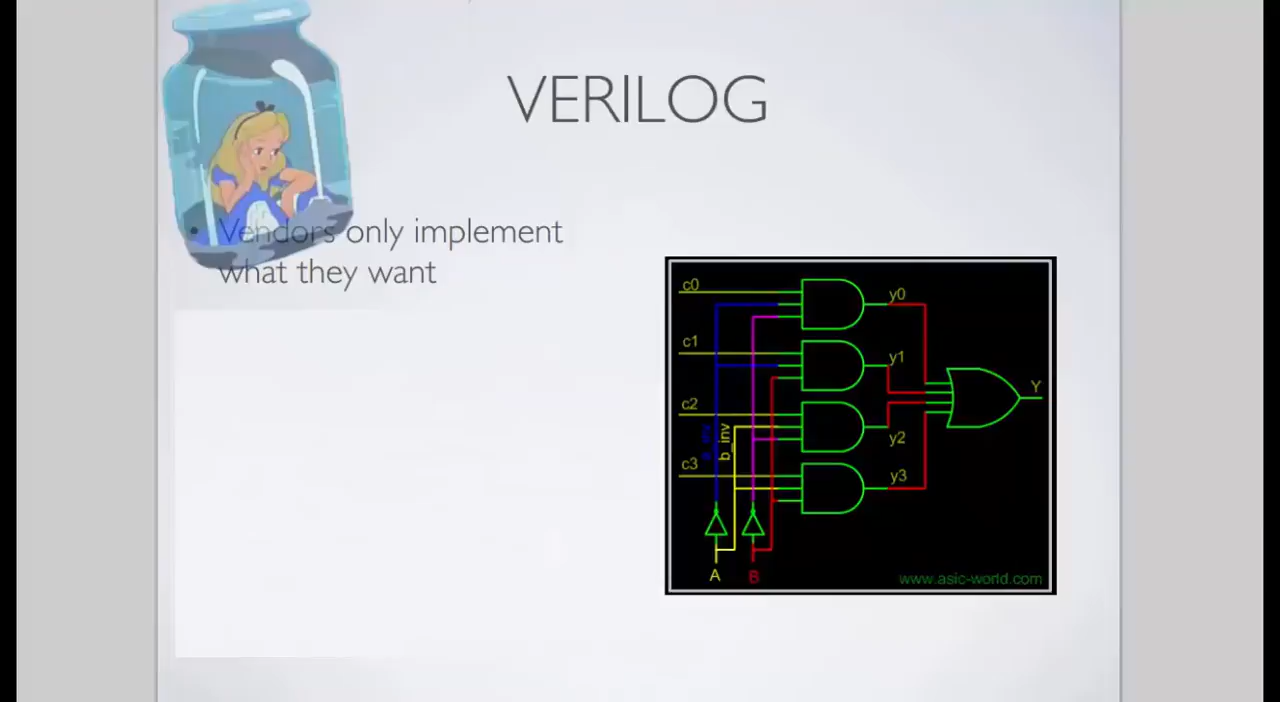 VERILOG
• Vendors only implement
what they want
c0
y0
c1
y1
Y
c2
b_inv
y2
c3
y3
A
B
www.asic-world.com